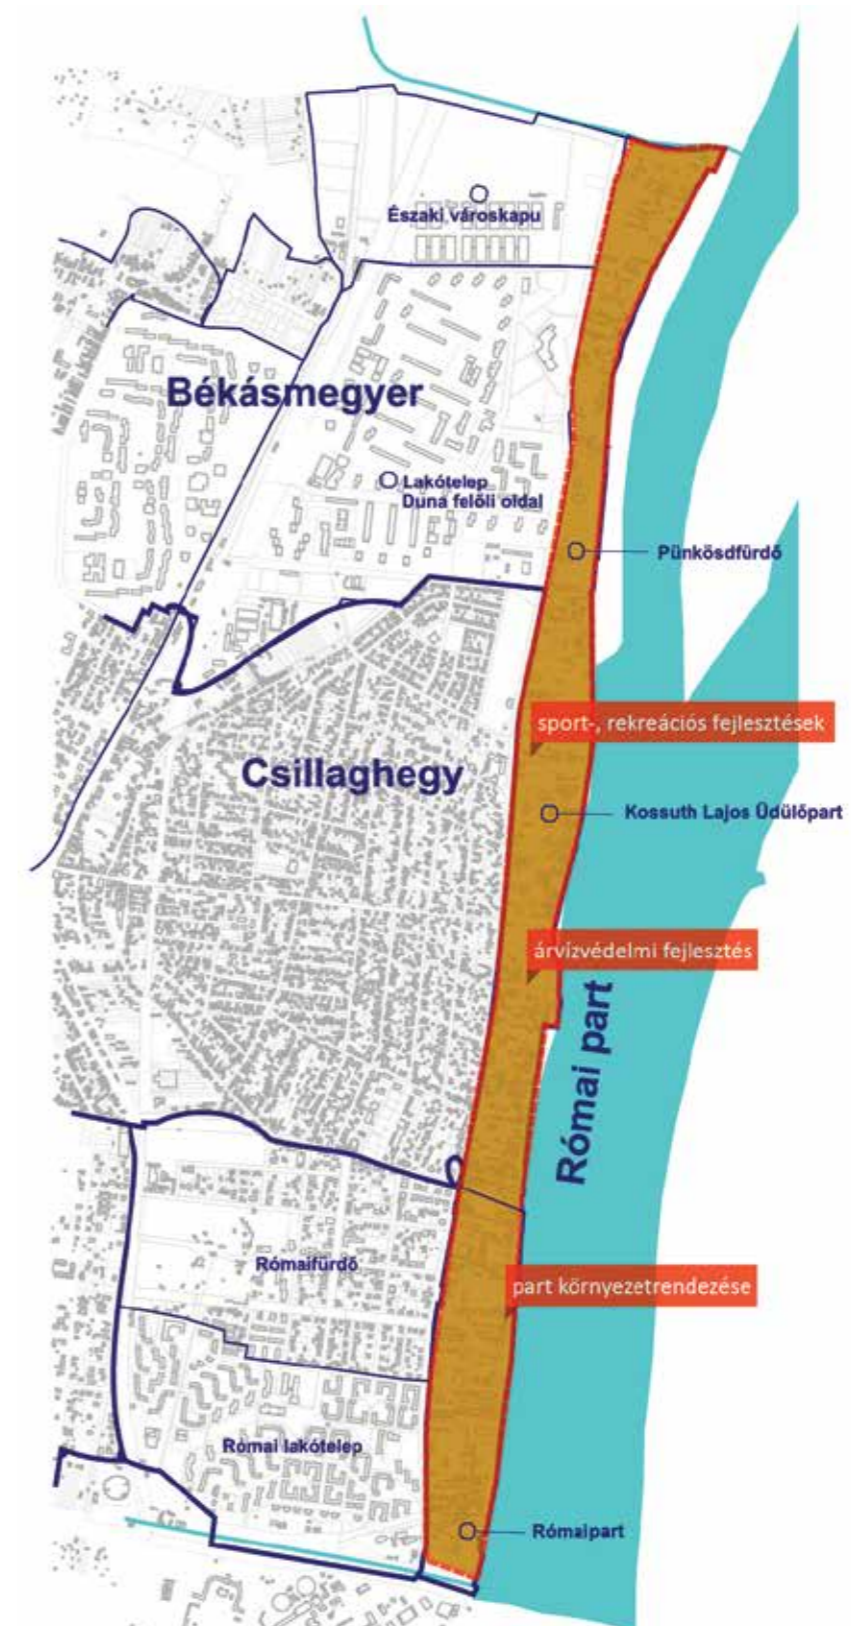 Északi városkapu
Békásmegyer
Lakótelep
Duna felőli oldal
Pünkösdfürdő
sport-, rekreációs fejlesztések
Csillaghegy
Kossuth Lajos Üdülőpart
árvízvédelmi fejlesztés
Római part
Rómaifürdő
part környezetrendezése
Római lakótelep
Rómaipart